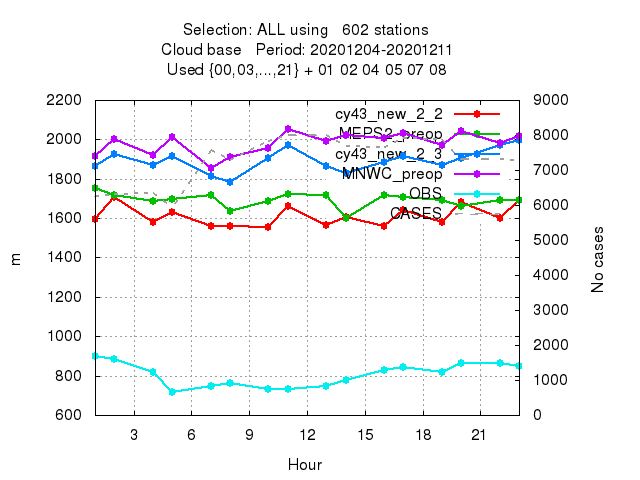 Selection: ALL using 602 stations
Cloud base Period: 20201204-20201211
Used {00,03,...,21} + 01 02 04 05 07 08
2200
2000
1800
1600
1400
1200
1000
800
600
m
9000
8000
7000
6000
5000
4000
3000
2000
1000
0
No cases
cy43_new_2_2
MEPS2_preop
cy43_new_2_3
MNWC_preop
OBS
CASES
3 6 9 12 15 18 21
Hour